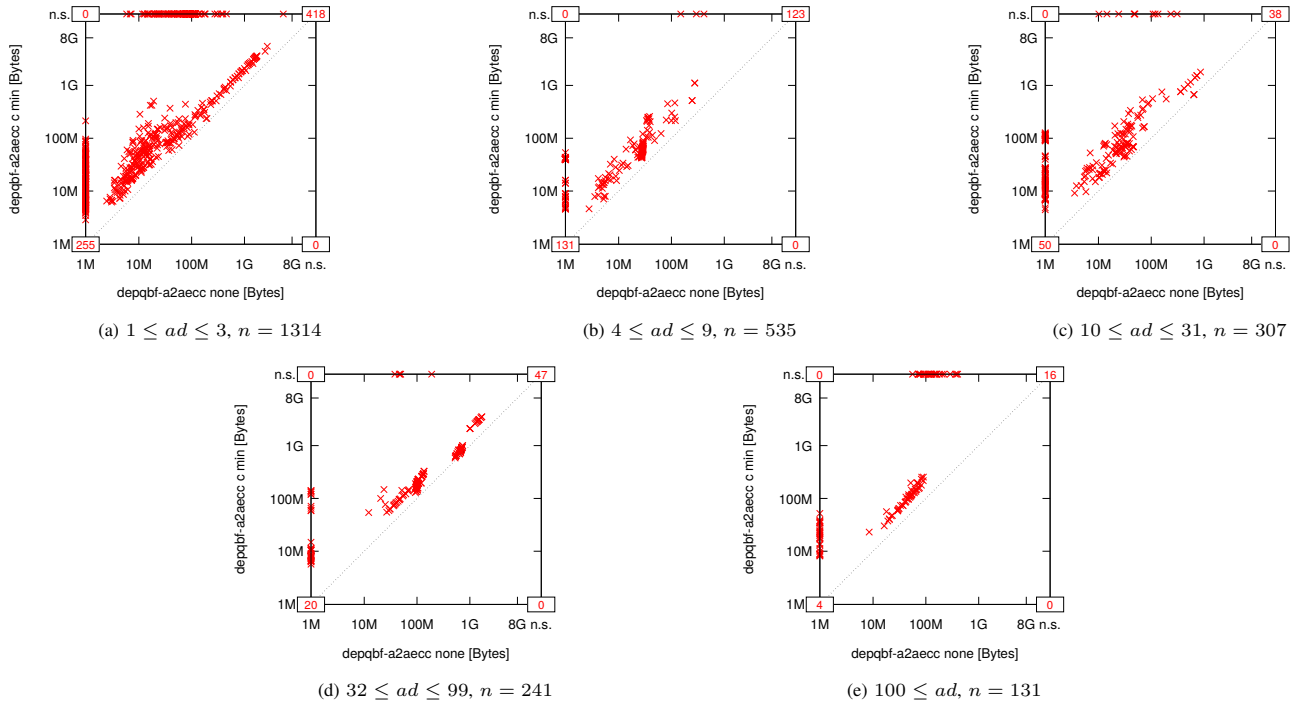 n.s. 0 418
8G
1G
100M
10M
1M 255 0
1M 10M 100M 1G 8G n.s.
depqbf-a2aecc c min [Bytes]
depqbf-a2aecc none [Bytes]
(a) 1 ≤ ad ≤ 3, n = 1314
n.s. 0 123
8G
1G
100M
10M
1M 131 0
1M 10M 100M 1G 8G n.s.
depqbf-a2aecc c min [Bytes]
depqbf-a2aecc none [Bytes]
(b) 4 ≤ ad ≤ 9, n = 535
n.s. 0 38
8G
1G
100M
10M
1M 50 0
1M 10M 100M 1G 8G n.s.
depqbf-a2aecc c min [Bytes]
depqbf-a2aecc none [Bytes]
(c) 10 ≤ ad ≤ 31, n = 307
n.s. 0 47
8G
1G
100M
10M
1M 20 0
1M 10M 100M 1G 8G n.s.
depqbf-a2aecc c min [Bytes]
depqbf-a2aecc none [Bytes]
(d) 32 ≤ ad ≤ 99, n = 241
n.s. 0 16
8G
1G
100M
10M
1M 4 0
1M 10M 100M 1G 8G n.s.
depqbf-a2aecc c min [Bytes]
depqbf-a2aecc none [Bytes]
(e) 100 ≤ ad, n = 131